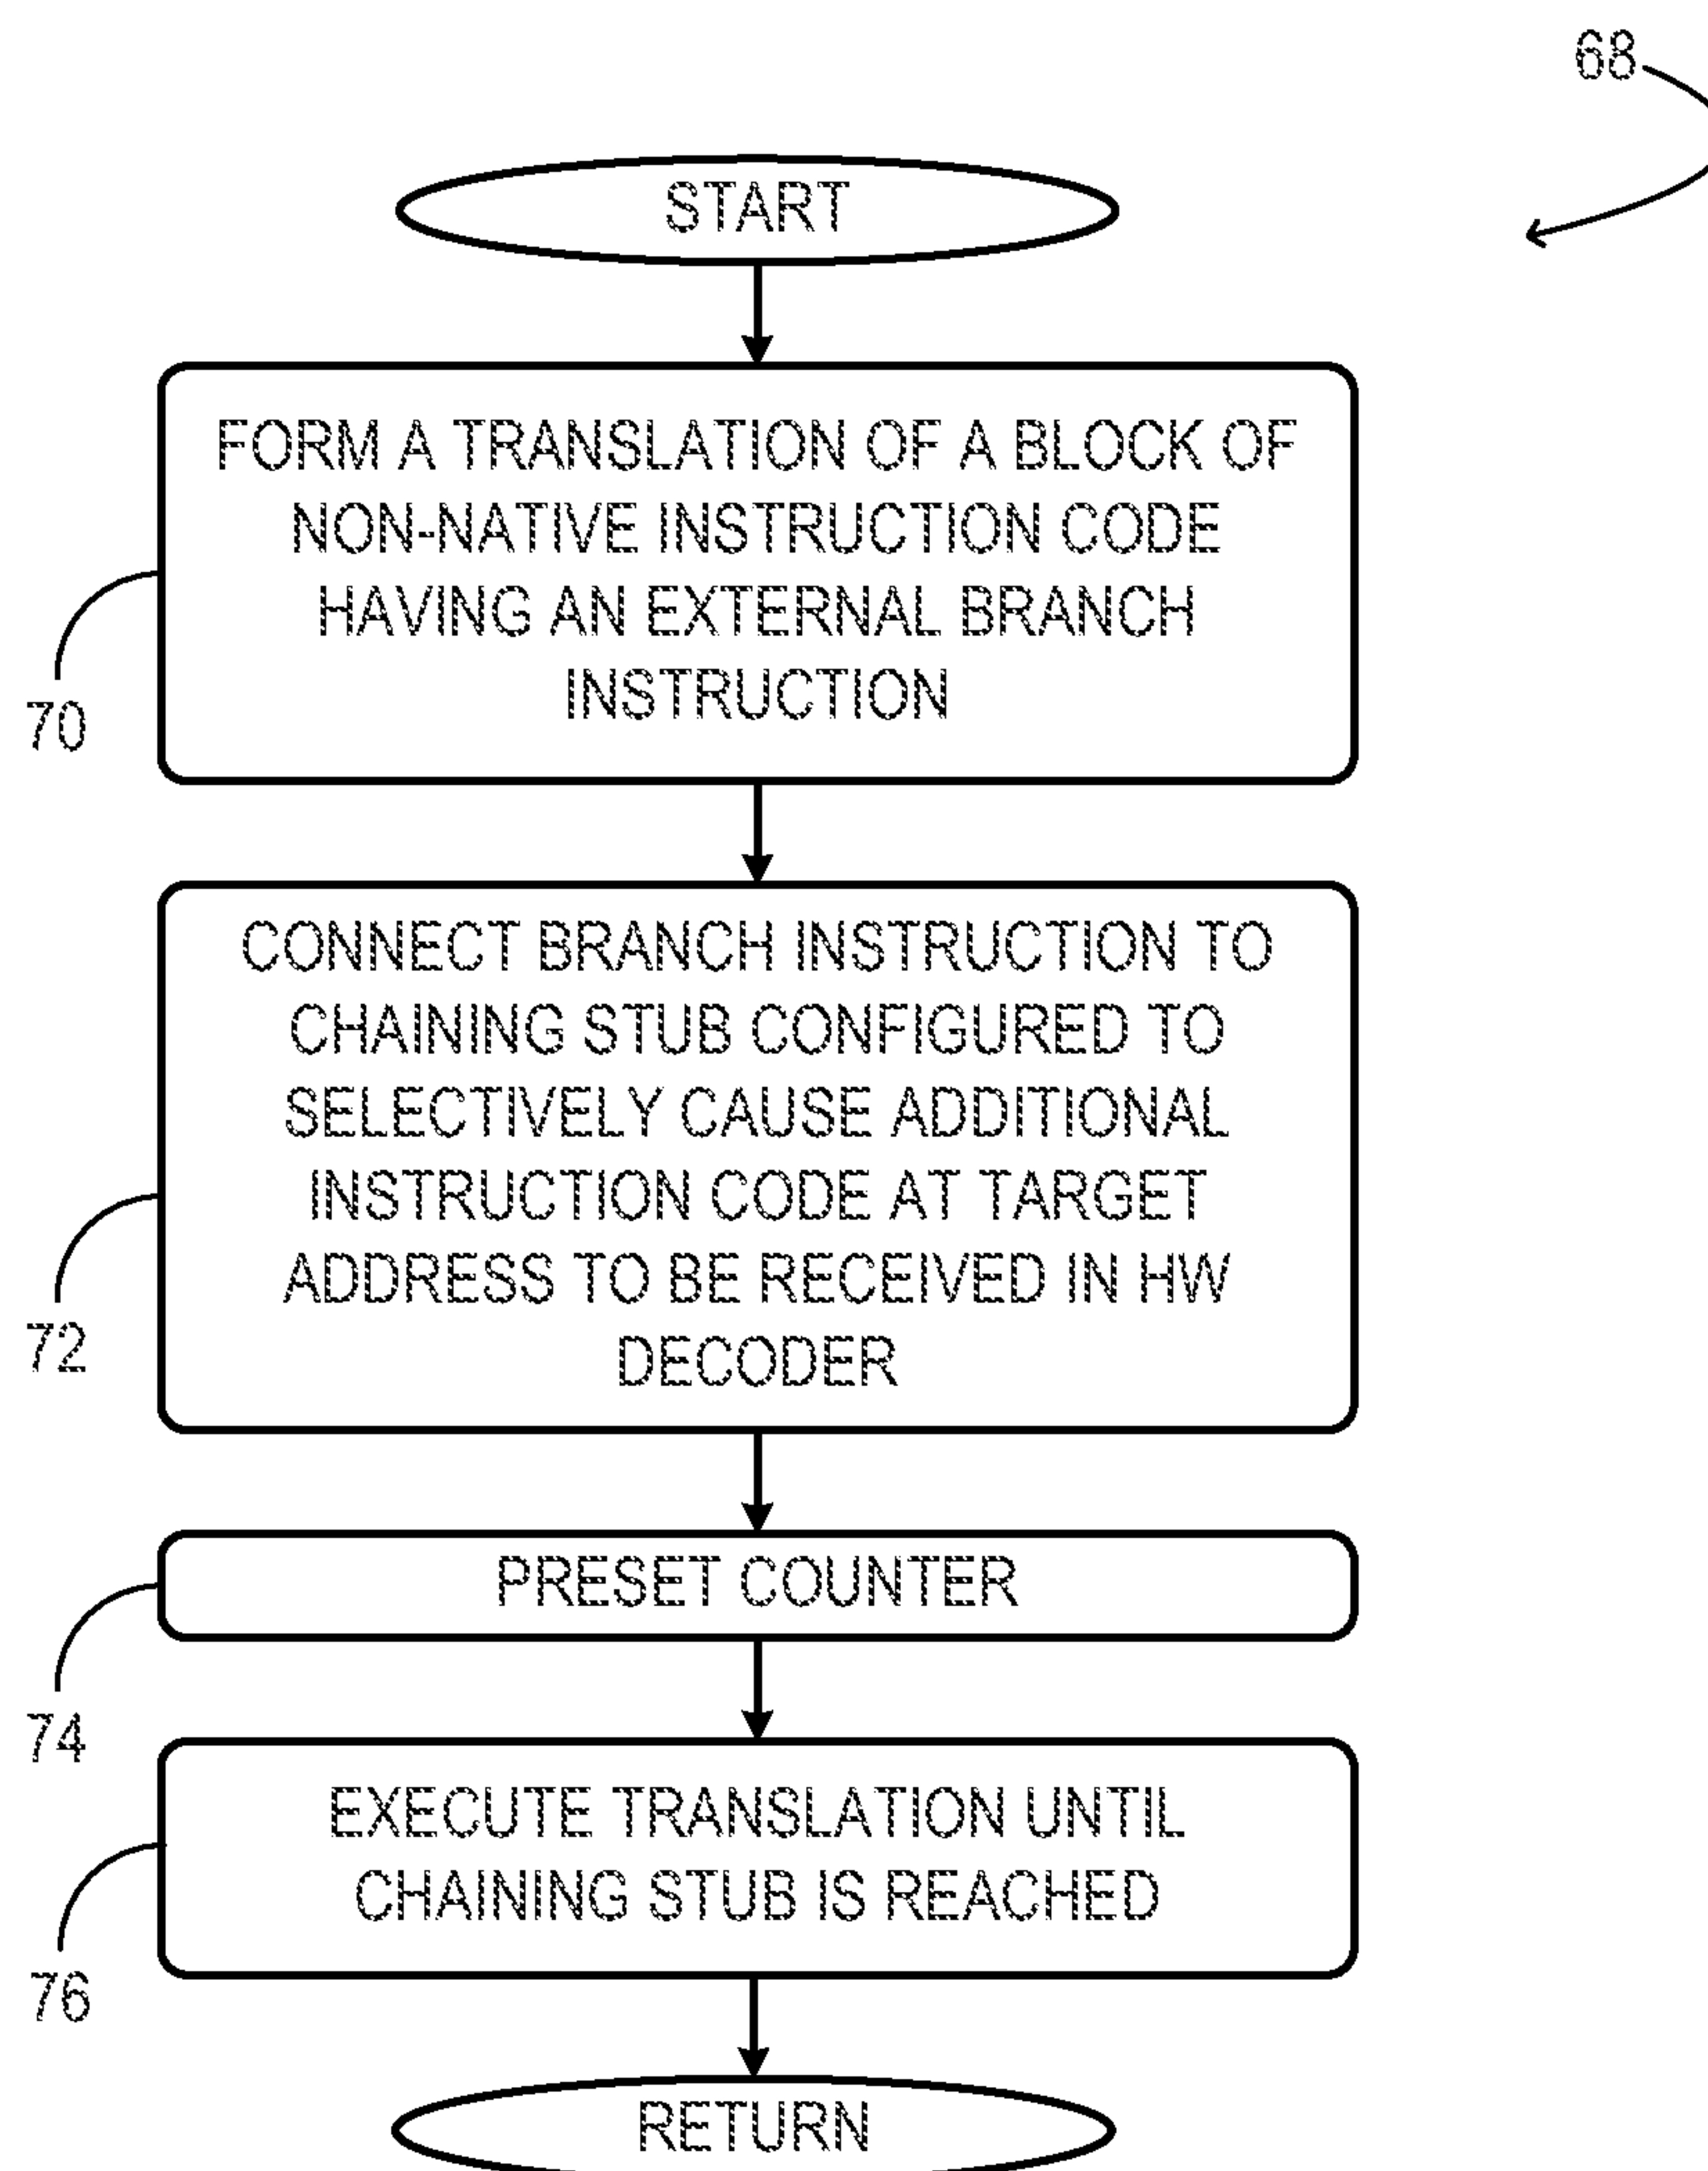 68
START
FORM A TRANSLATION OF A BLOCK OF
NON-NATIVE INSTRUCTION CODE
HAVING AN EXTERNAL BRANCH
INSTRUCTION
70
CONNECT BRANCH INSTRUCTION TO
CHAINING STUB CONFIGURED TO
SELECTIVELY CAUSE ADDITIONAL
INSTRUCTION CODE AT TARGET
ADDRESS TO BE RECEIVED IN HW
DECODER
72
PRESET COUNTER
74
EXECUTE TRANSLATION UNTIL
CHAINING STUB IS REACHED
76
RETURN